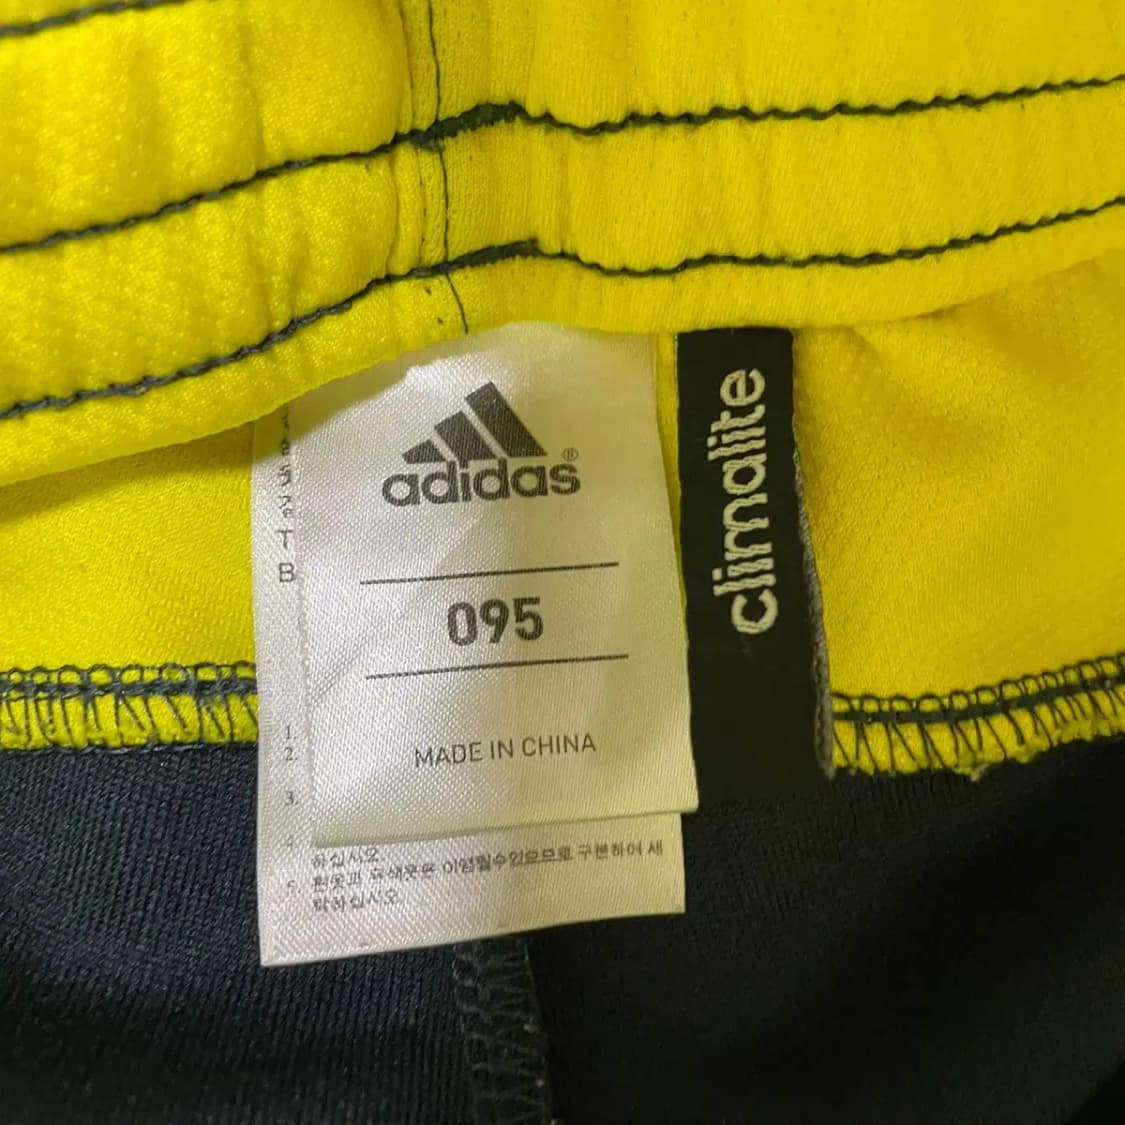 adidas®
095
MADE IN CHINA
climalite
T
B
1.
2.
3.
4.
하십시오.
5. 흰옷과 유색옷은 이염될수있으므로 구분하여 세
탁하십시오.